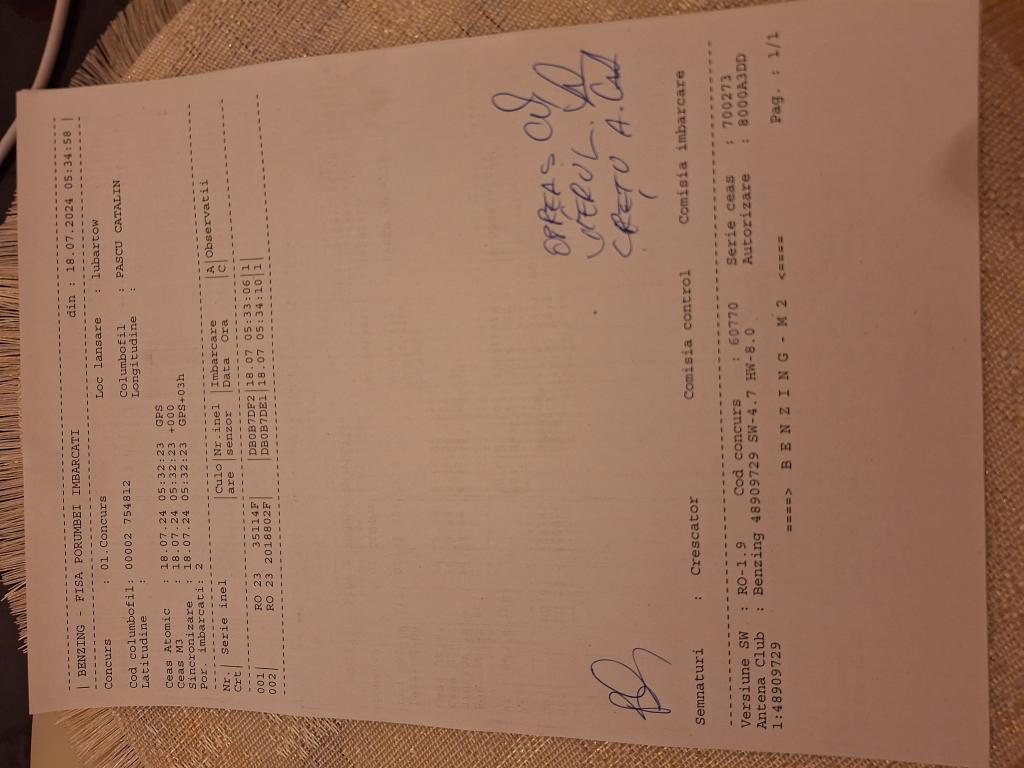 | BENZING - FISA PORUMBEI IMBARCATI din : 18.07.2024 05:34:58 |
Concurs : 01.Concurs Loc lansare : lubartow
Cod columbofil: 00002 754812 Columbofil : PASCU CATALIN
Latitudine : Longitudine :
Ceas Atomic : 18.07.24 05:32:23 GPS
Ceas M3 : 18.07.24 05:32:23 +000
Sincronizare : 18.07.24 05:32:23 GPS+03h
Por. imbarcati: 2
Nr.| Serie inel |Culo|Nr.inel |Imbarcare |A|Observatii
Crt |are |senzor |Data Ora |C|
001| RO 23 35114F| |DB0B7DF2|18.07 05:33:06|1|
002| RO 23 2018802F| |DB0B7DE1|18.07 05:34:10|1|
OPREAS
CRETU A.
Semnaturi : Crescator Comisia control Comisia imbarcare
Versiune SW : RO-1.9 Cod concurs : 60770 Serie ceas : 700273
Antena Club : Benzing 48909729 SW-4.7 HW-8.0 Autorizare : 8000A3DD
1:48909729
====> B E N Z I N G - M 2 <==== Pag. : 1/1